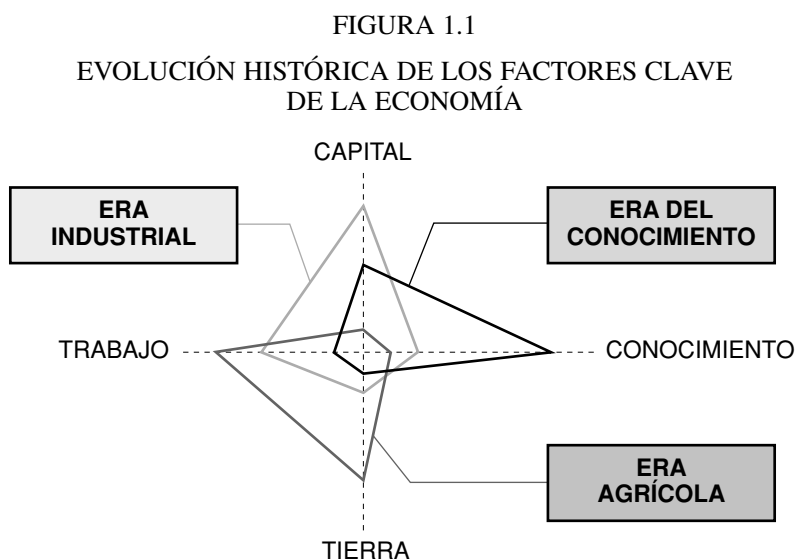 FIGURA 1.1
EVOLUCIÓN HISTÓRICA DE LOS FACTORES CLAVE
DE LA ECONOMÍA
CAPITAL
ERA
INDUSTRIAL
ERA DEL
CONOCIMIENTO
TRABAJO
CONOCIMIENTO
ERA
AGRÍCOLA
TIERRA